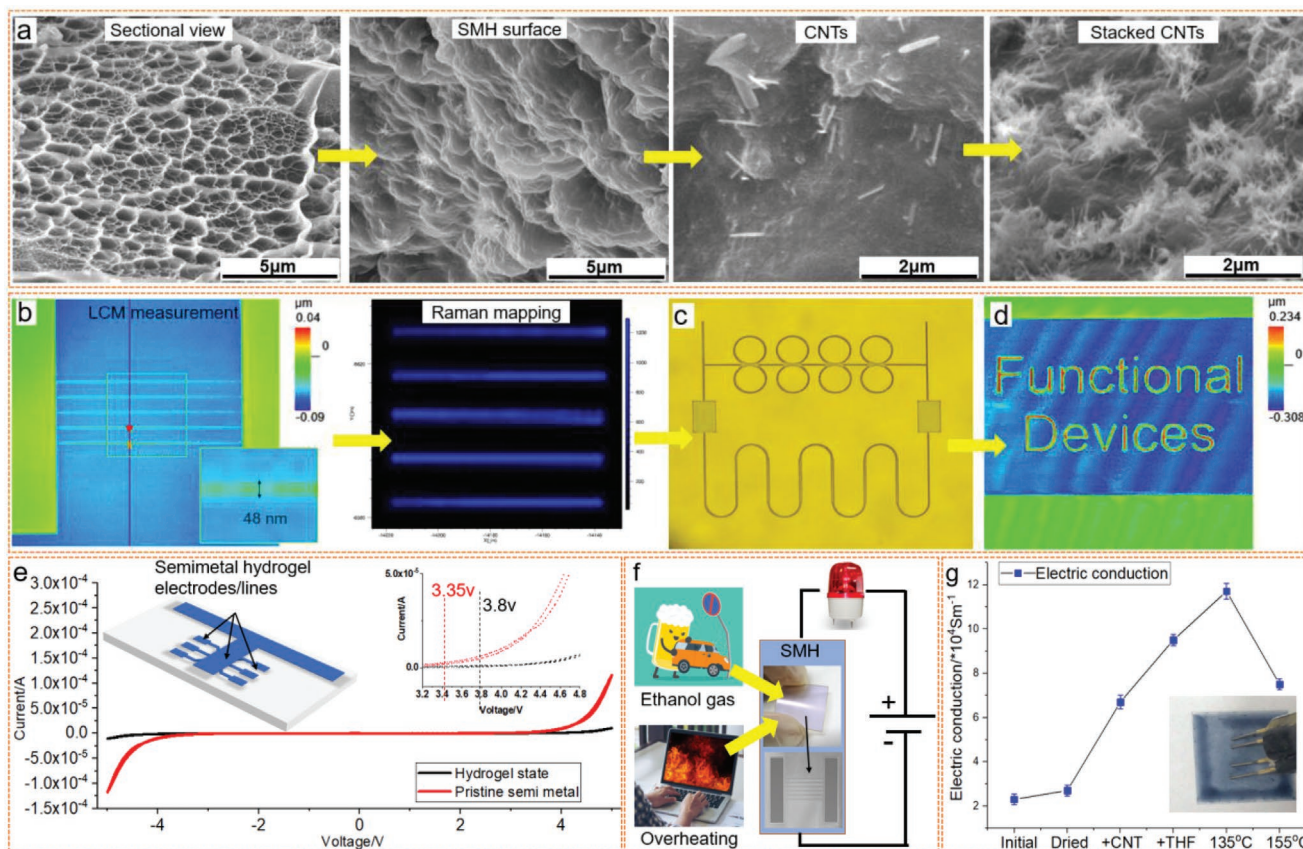 a
Sectional view
5μm
SMH surface
5μm
CNTs
2μm
Stacked CNTs
2μm
b
LCM measurement
μm
0.04
0
-0.09
48 nm
Raman mapping
c
d
Functional
Devices
μm
0.234
0
-0.308
e
Semimetal hydrogel
electrodes/lines
Current/A
3.0x10⁻⁴
2.5x10⁻⁴
2.0x10⁻⁴
1.5x10⁻⁴
1.0x10⁻⁴
5.0x10⁻⁵
0.0
-5.0x10⁻⁵
-1.0x10⁻⁴
-1.5x10⁻⁴
-4 -2 0 2 4
Voltage/V
Hydrogel state
Pristine semi metal
5.0x10⁻⁵
Current/A
0.0
3.35v
3.8v
3.2 3.4 3.6 3.8 4.0 4.2 4.4 4.6 4.8
Voltage/V
f
Ethanol gas
Overheating
SMH
+
-
g
Electric conduction
Electric conduction/*10⁴Sm⁻¹
12
10
8
6
4
2
Initial Dried +CNT +THF 135°C 155°C